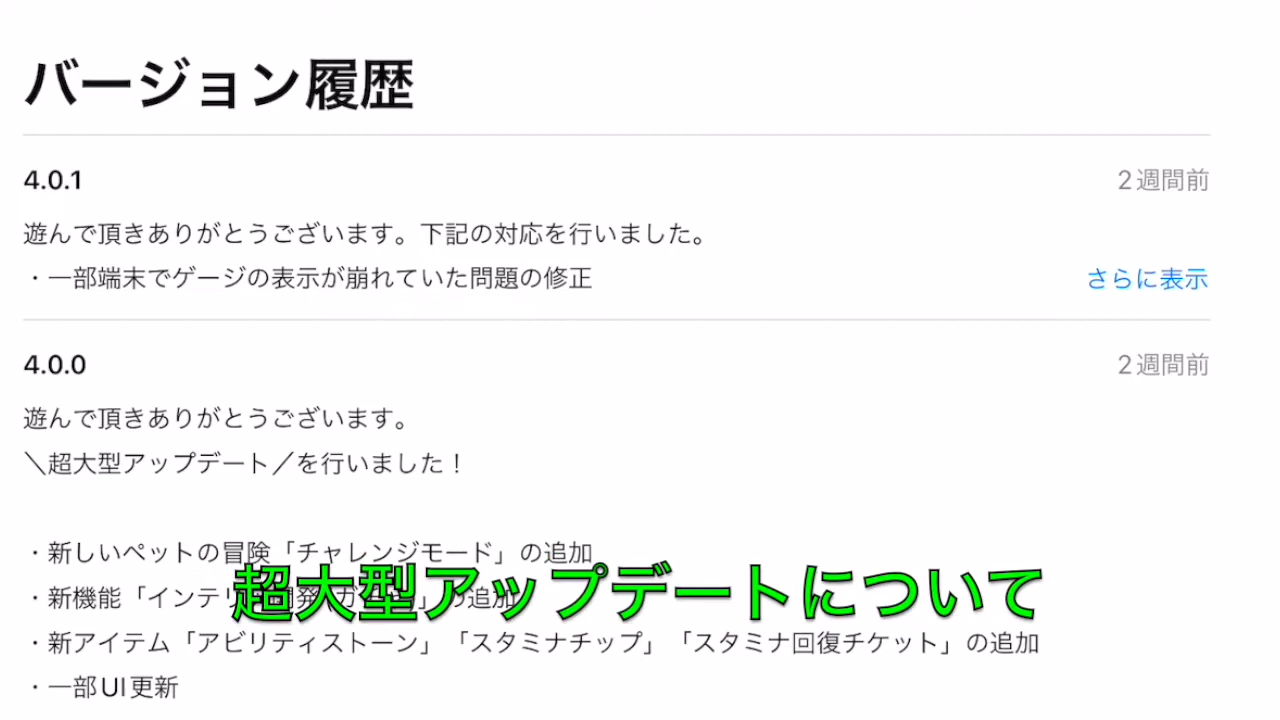 バージョン履歴
4.0.1
2週間前
遊んで頂きありがとうございます。下記の対応を行いました。
・一部端末でゲージの表示が崩れていた問題の修正
さらに表示
4.0.0
2週間前
遊んで頂きありがとうございます。
＼超大型アップデート／を行いました！
・新しいペットの冒険「チャレンジモード」の追加
・新機能「インテリ
開発
」の追加
超大型アップデートについて
・新アイテム「アビリティストーン」「スタミナチップ」「スタミナ回復チケット」の追加
・一部UI更新